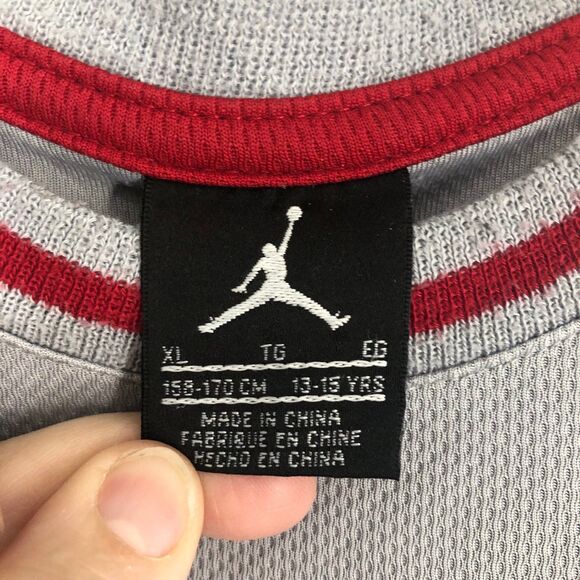 XL TG EG
158-170 CM 13-15 YRS
MADE IN CHINA
FABRIQUE EN CHINE
HECHO EN CHINA